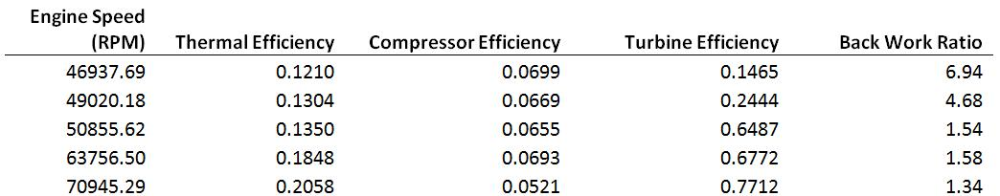 Engine Speed
(RPM) Thermal Efficiency Compressor Efficiency Turbine Efficiency Back Work Ratio
46937.69 0.1210 0.0699 0.1465 6.94
49020.18 0.1304 0.0669 0.2444 4.68
50855.62 0.1350 0.0655 0.6487 1.54
63756.50 0.1848 0.0693 0.6772 1.58
70945.29 0.2058 0.0521 0.7712 1.34